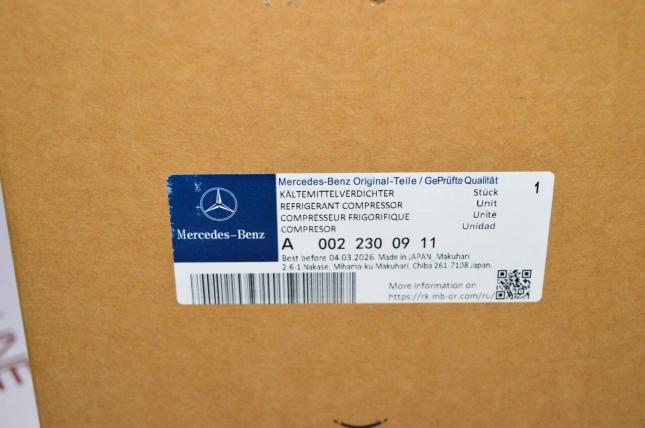 Mercedes-Benz Original-Teile / GePrüfte Qualität
KÄLTEMITTELVERDICHTER Stück 1
REFRIGERANT COMPRESSOR Unit
COMPRESSEUR FRIGORIFIQUE Unité
COMPRESOR Unidad
Mercedes-Benz
A 002 230 09 11
Best before 04.03.2026. Made in JAPAN, Makuhari
2-6-1 Nakase, Mihama-ku Makuhari, Chiba 261-7108 Japan.
More information on
https://rk.mb-or.com/ru/